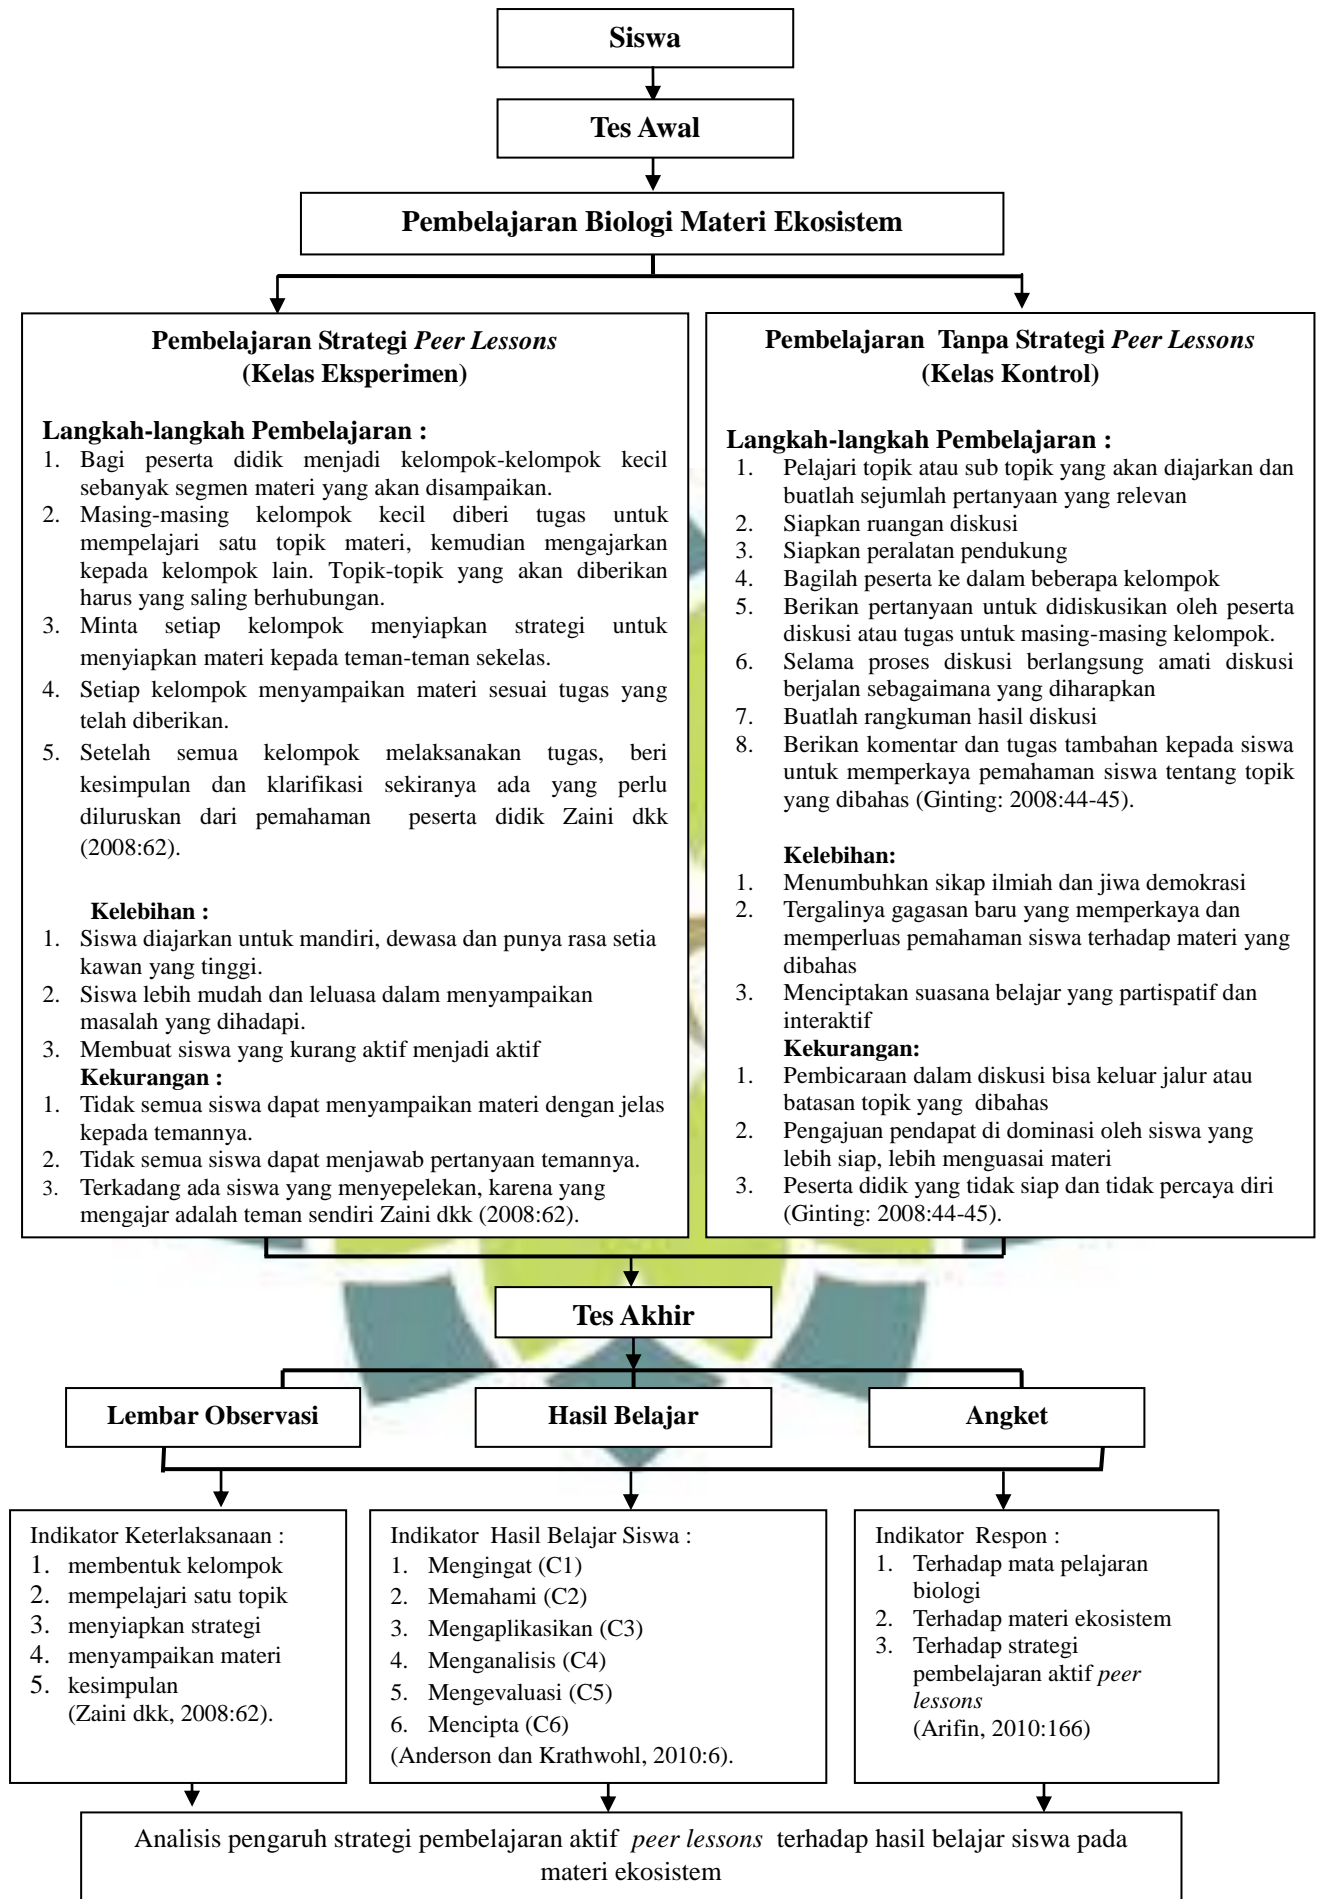 Siswa
Tes Awal
Pembelajaran Biologi Materi Ekosistem
Pembelajaran Strategi Peer Lessons
(Kelas Eksperimen)
Langkah-langkah Pembelajaran :
1. Bagi peserta didik menjadi kelompok-kelompok kecil
sebanyak segmen materi yang akan disampaikan.
2. Masing-masing kelompok kecil diberi tugas untuk
mempelajari satu topik materi, kemudian mengajarkan
kepada kelompok lain. Topik-topik yang akan diberikan
harus yang saling berhubungan.
3. Minta setiap kelompok menyiapkan strategi untuk
menyiapkan materi kepada teman-teman sekelas.
4. Setiap kelompok menyampaikan materi sesuai tugas yang
telah diberikan.
5. Setelah semua kelompok melaksanakan tugas, beri
kesimpulan dan klarifikasi sekiranya ada yang perlu
diluruskan dari pemahaman peserta didik Zaini dkk
(2008:62).
Kelebihan :
1. Siswa diajarkan untuk mandiri, dewasa dan punya rasa setia
kawan yang tinggi.
2. Siswa lebih mudah dan leluasa dalam menyampaikan
masalah yang dihadapi.
3. Membuat siswa yang kurang aktif menjadi aktif
Kekurangan :
1. Tidak semua siswa dapat menyampaikan materi dengan jelas
kepada temannya.
2. Tidak semua siswa dapat menjawab pertanyaan temannya.
3. Terkadang ada siswa yang menyepelekan, karena yang
mengajar adalah teman sendiri Zaini dkk (2008:62).
Pembelajaran Tanpa Strategi Peer Lessons
(Kelas Kontrol)
Langkah-langkah Pembelajaran :
1. Pelajari topik atau sub topik yang akan diajarkan dan
buatlah sejumlah pertanyaan yang relevan
2. Siapkan ruangan diskusi
3. Siapkan peralatan pendukung
4. Bagilah peserta ke dalam beberapa kelompok
5. Berikan pertanyaan untuk didiskusikan oleh peserta
diskusi atau tugas untuk masing-masing kelompok.
6. Selama proses diskusi berlangsung amati diskusi
berjalan sebagaimana yang diharapkan
7. Buatlah rangkuman hasil diskusi
8. Berikan komentar dan tugas tambahan kepada siswa
untuk memperkaya pemahaman siswa tentang topik
yang dibahas (Ginting: 2008:44-45).
Kelebihan:
1. Menumbuhkan sikap ilmiah dan jiwa demokrasi
2. Tergalinya gagasan baru yang memperkaya dan
memperluas pemahaman siswa terhadap materi yang
dibahas
3. Menciptakan suasana belajar yang partispatif dan
interaktif
Kekurangan:
1. Pembicaraan dalam diskusi bisa keluar jalur atau
batasan topik yang dibahas
2. Pengajuan pendapat di dominasi oleh siswa yang
lebih siap, lebih menguasai materi
3. Peserta didik yang tidak siap dan tidak percaya diri
(Ginting: 2008:44-45).
Tes Akhir
Lembar Observasi
Hasil Belajar
Angket
Indikator Keterlaksanaan :
1. membentuk kelompok
2. mempelajari satu topik
3. menyiapkan strategi
4. menyampaikan materi
5. kesimpulan
(Zaini dkk, 2008:62).
Indikator Hasil Belajar Siswa :
1. Mengingat (C1)
2. Memahami (C2)
3. Mengaplikasikan (C3)
4. Menganalisis (C4)
5. Mengevaluasi (C5)
6. Mencipta (C6)
(Anderson dan Krathwohl, 2010:6).
Indikator Respon :
1. Terhadap mata pelajaran
biologi
2. Terhadap materi ekosistem
3. Terhadap strategi
pembelajaran aktif peer
lessons
(Arifin, 2010:166)
Analisis pengaruh strategi pembelajaran aktif peer lessons terhadap hasil belajar siswa pada
materi ekosistem